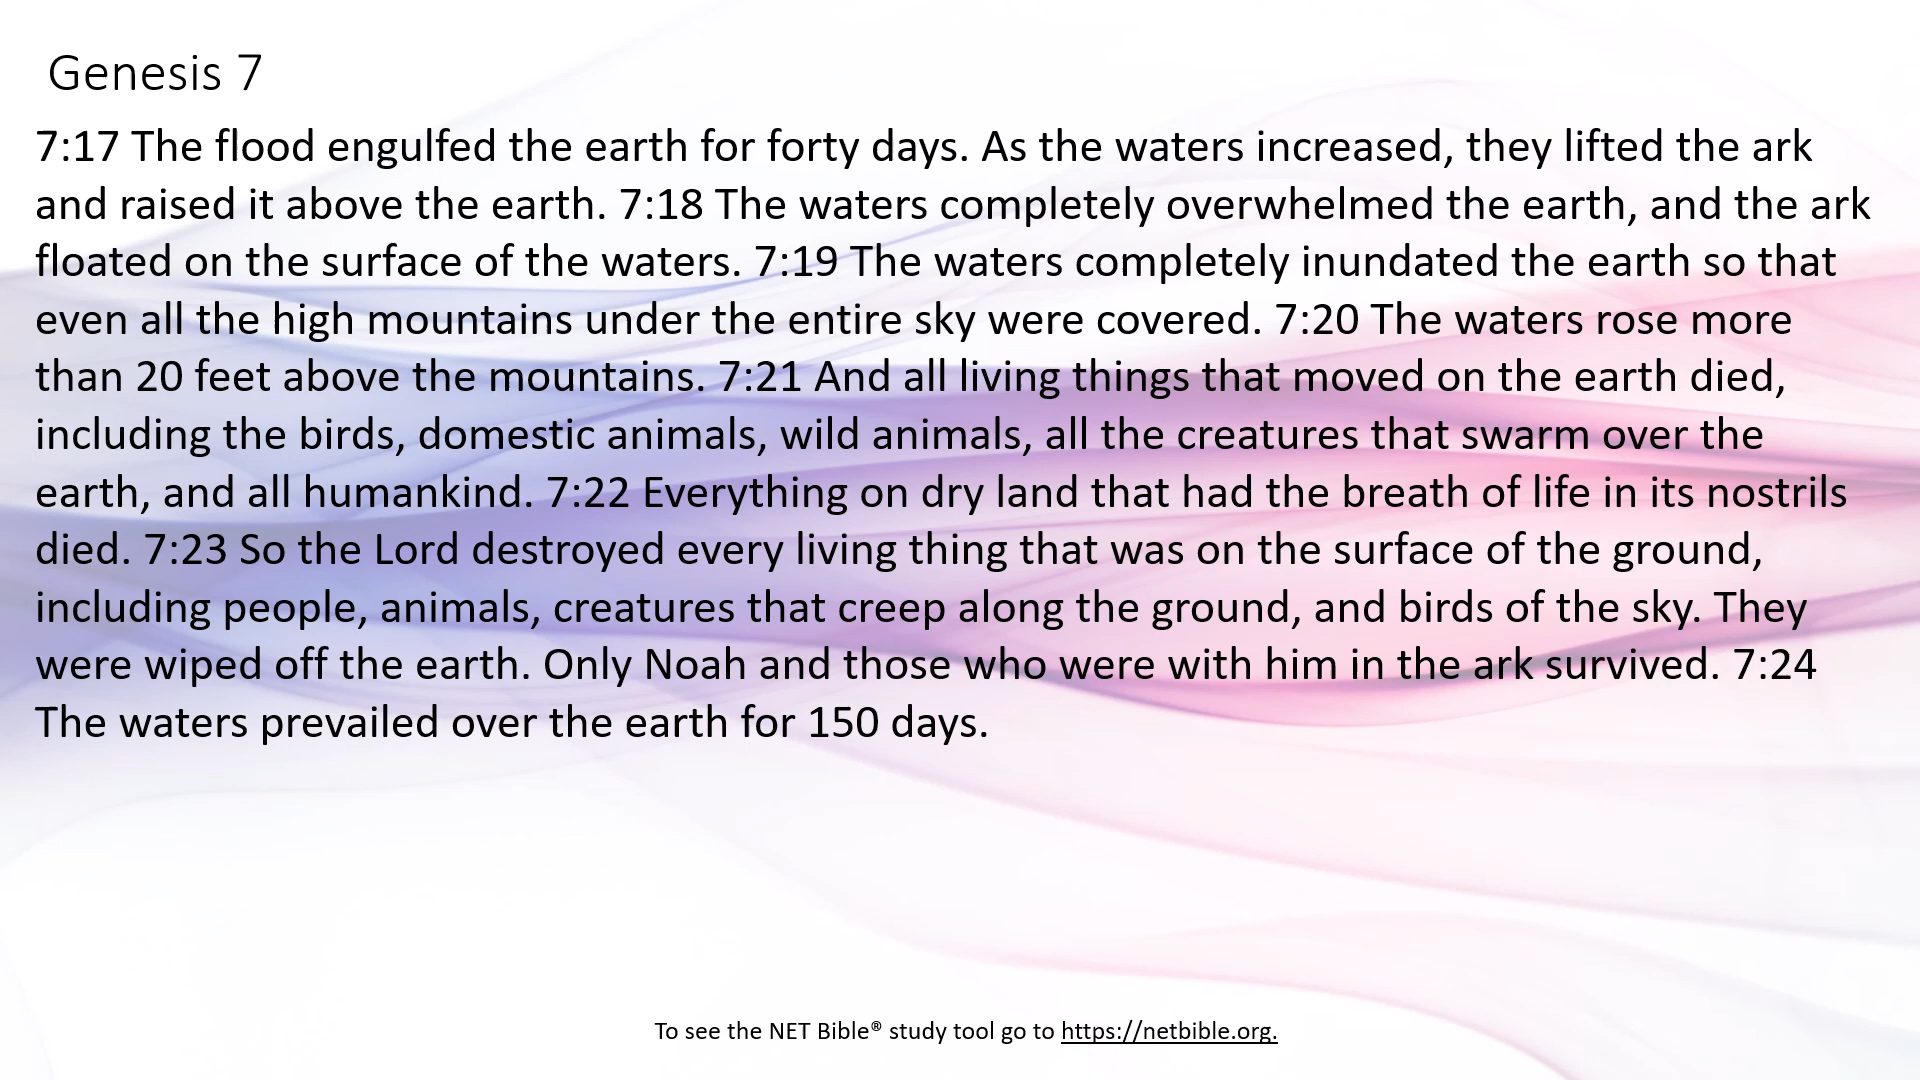 Genesis 7
7:17 The flood engulfed the earth for forty days. As the waters increased, they lifted the ark
and raised it above the earth. 7:18 The waters completely overwhelmed the earth, and the ark
floated on the surface of the waters. 7:19 The waters completely inundated the earth so that
even all the high mountains under the entire sky were covered. 7:20 The waters rose more
than 20 feet above the mountains. 7:21 And all living things that moved on the earth died,
including the birds, domestic animals, wild animals, all the creatures that swarm over the
earth, and all humankind. 7:22 Everything on dry land that had the breath of life in its nostrils
died. 7:23 So the Lord destroyed every living thing that was on the surface of the ground,
including people, animals, creatures that creep along the ground, and birds of the sky. They
were wiped off the earth. Only Noah and those who were with him in the ark survived. 7:24
The waters prevailed over the earth for 150 days.
To see the NET Bible® study tool go to https://netbible.org.